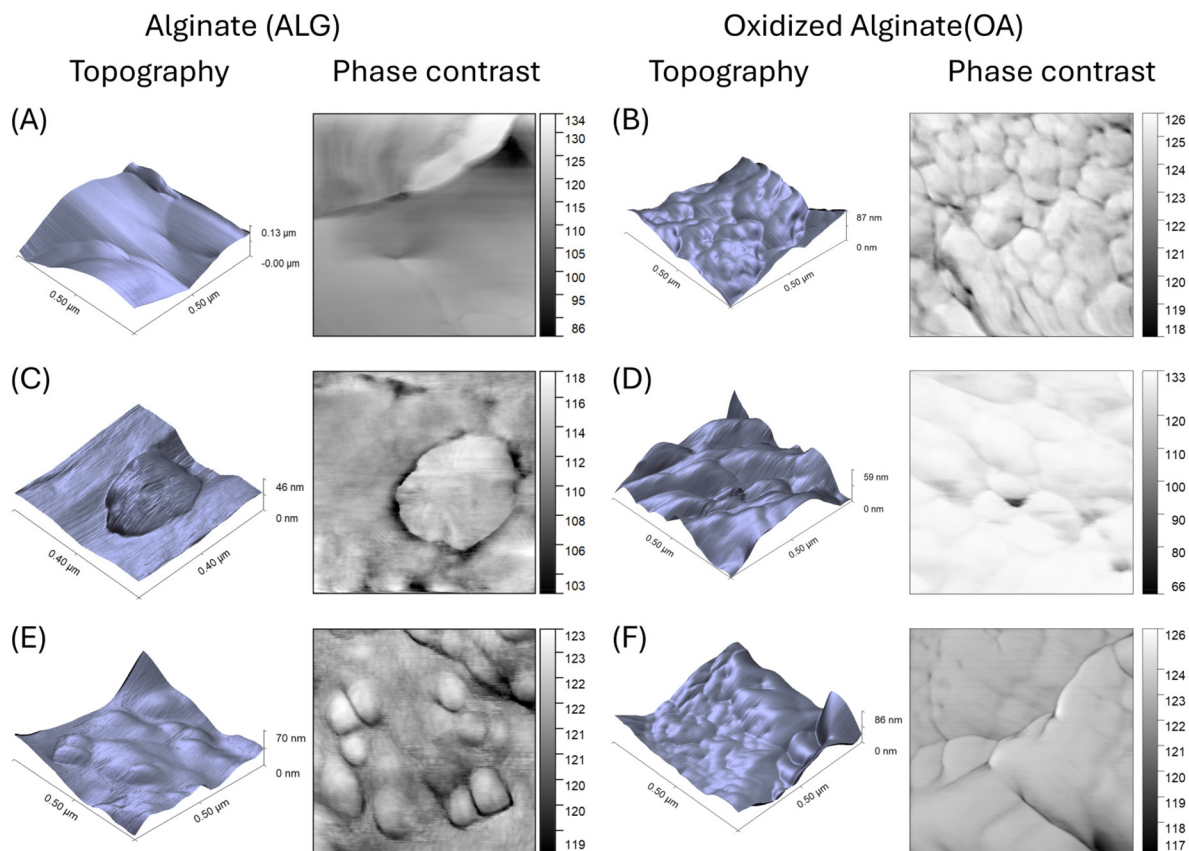 Alginate (ALG)
Oxidized Alginate(OA)
Topography
Phase contrast
Topography
Phase contrast
(A)
0.13 µm
-0.00 µm
0.50 µm
0.50 µm
134
130
125
120
115
110
105
100
95
86
(B)
87 nm
0 nm
0.50 µm
0.50 µm
126
125
124
123
122
121
120
119
118
(C)
46 nm
0 nm
0.40 µm
0.40 µm
118
116
114
112
110
108
106
103
(D)
59 nm
0 nm
0.50 µm
0.50 µm
133
120
110
100
90
80
66
(E)
70 nm
0 nm
0.50 µm
0.50 µm
123
123
122
122
121
121
120
120
119
(F)
86 nm
0 nm
0.50 µm
0.50 µm
126
125
124
123
122
121
120
119
118
117